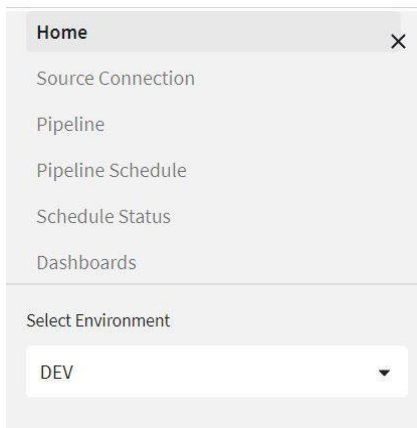 Home
Source Connection
Pipeline
Pipeline Schedule
Schedule Status
Dashboards
Select Environment
DEV